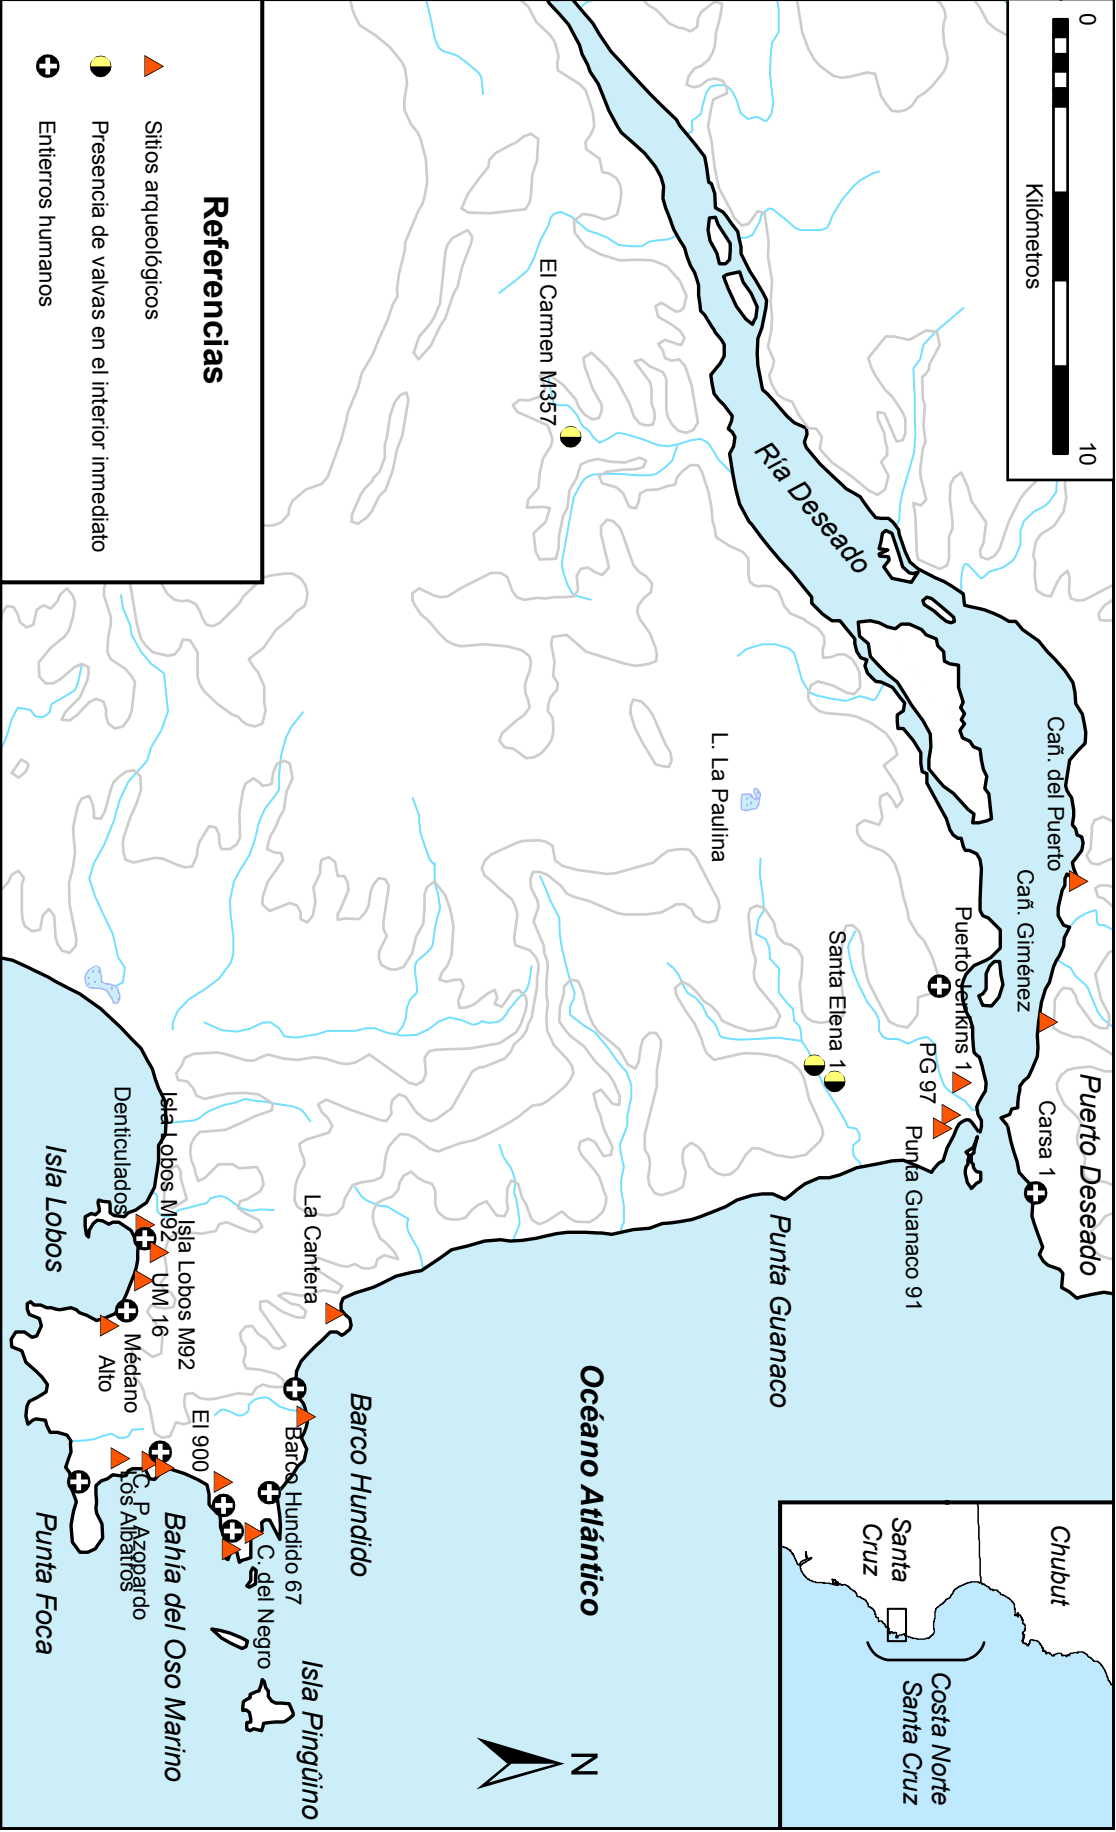 0
10
Kilómetros
Referencias
Sitios arqueológicos
Presencia de valvas en el interior inmediato
Entierros humanos
El Carmen M357
Ría Deseado
L. La Paulina
Cañ. del Puerto
Cañ. Giménez
Puerto Jenkins 1
PG 97
Punta Guanaco 91
Santa Elena 1
Carsa 1
Puerto Deseado
Punta Guanaco
Océano Atlántico
La Cantera
Barco Hundido
Barco Hundido 67
C. del Negro
Isla Pingûino
El 900
Bahía del Oso Marino
C. P. Azopardo
Los Albatros
Punta Foca
Isla Lobos M92
Isla Lobos M92
Denticulados
UM 16
Médano
Alto
Isla Lobos
Chubut
Santa
Cruz
Costa Norte
Santa Cruz
N